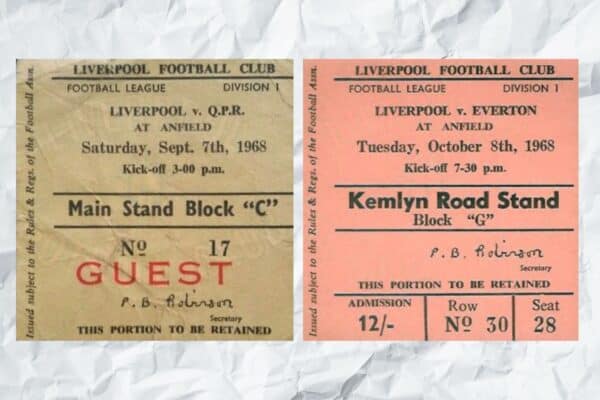 Issued subject to the Rules & Regs. of the Football Assn.
LIVERPOOL FOOTBALL CLUB
FOOTBALL LEAGUE DIVISION 1
LIVERPOOL v. Q.P.R.
AT ANFIELD
Saturday, Sept. 7th, 1968
Kick-off 3-00 p.m.
Main Stand Block "C"
No 17
GUEST
P. B. Robinson
Secretary
THIS PORTION TO BE RETAINED
Issued subject to the Rules & Regs. of the Football Assn.
LIVERPOOL FOOTBALL CLUB
FOOTBALL LEAGUE DIVISION 1
LIVERPOOL v. EVERTON
AT ANFIELD
Tuesday, October 8th, 1968
Kick-off 7-30 p.m.
Kemlyn Road Stand
Block "G"
P. B. Robinson
Secretary
THIS PORTION TO BE RETAINED
ADMISSION Row Seat
12/- No 30 28